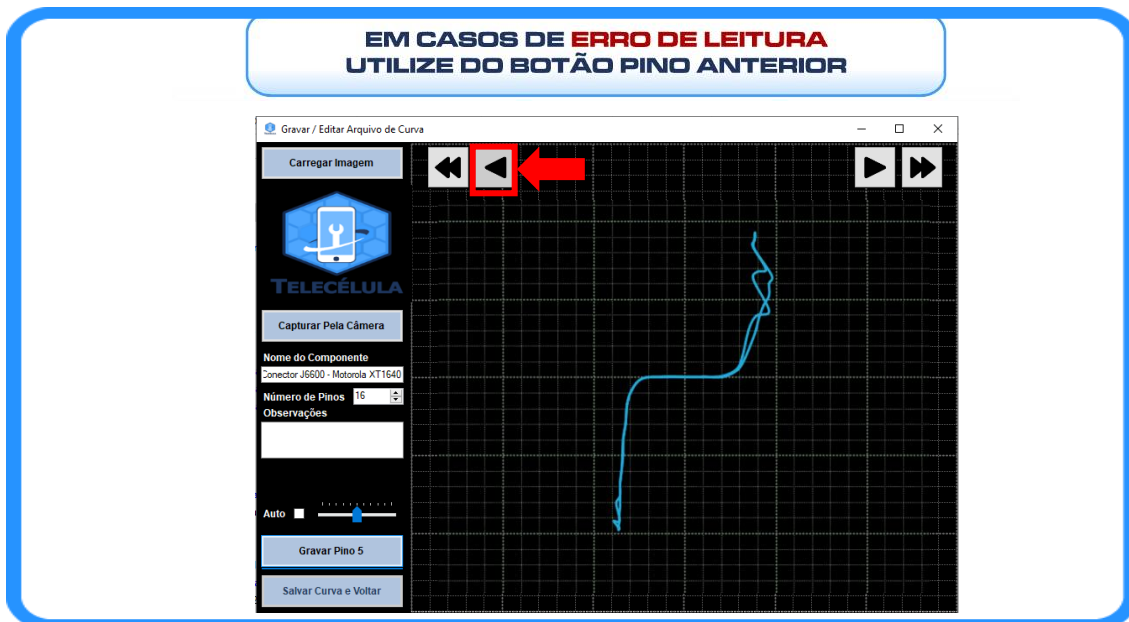 EM CASOS DE ERRO DE LEITURA
UTILIZE DO BOTÃO PINO ANTERIOR
Gravar / Editar Arquivo de Curva
Carregar Imagem
TELECÉLULA
Capturar Pela Câmera
Nome do Componente
Conector J6600 - Motorola XT1640
Número de Pinos 16
Observações
Auto
Gravar Pino 5
Salvar Curva e Voltar